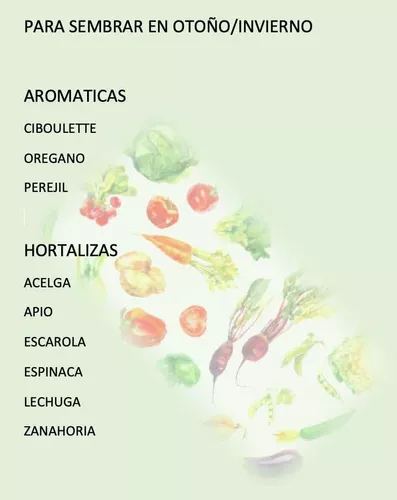 PARA SEMBRAR EN OTOÑO/INVIERNO
AROMATICAS
CIBOULETTE
OREGANO
PEREJIL
HORTALIZAS
ACELGA
APIO
ESCAROLA
ESPINACA
LECHUGA
ZANAHORIA